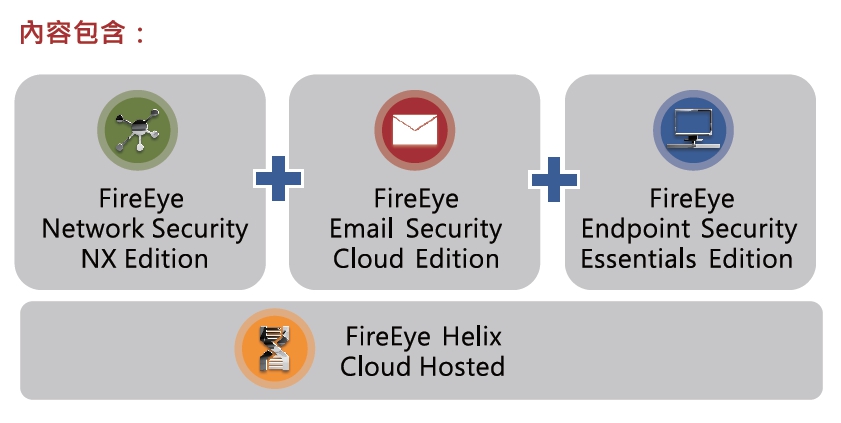 內容包含：
FireEye
Network Security
NX Edition
FireEye
Email Security
Cloud Edition
FireEye
Endpoint Security
Essentials Edition
FireEye Helix
Cloud Hosted